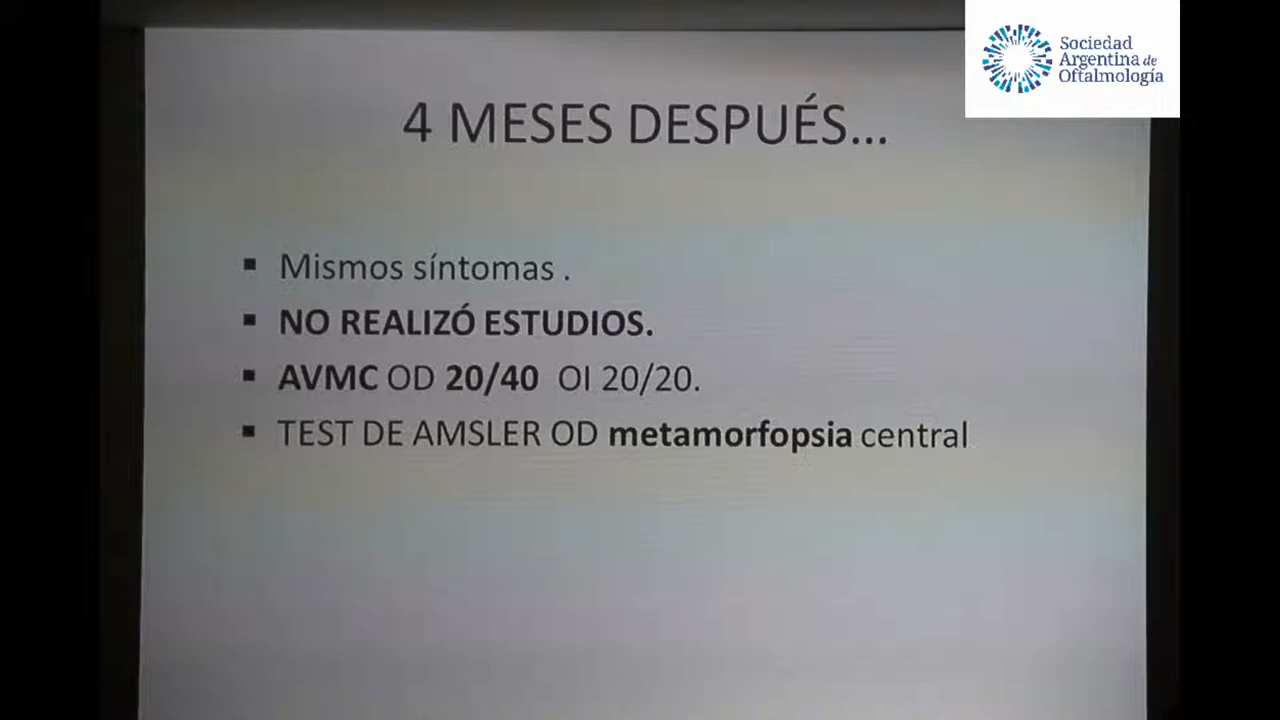 Sociedad
Argentina de
Oftalmología
4 MESES DESPUÉS...
▪ Mismos síntomas .
▪ NO REALIZÓ ESTUDIOS.
▪ AVMC OD 20/40 OI 20/20.
▪ TEST DE AMSLER OD metamorfopsia central